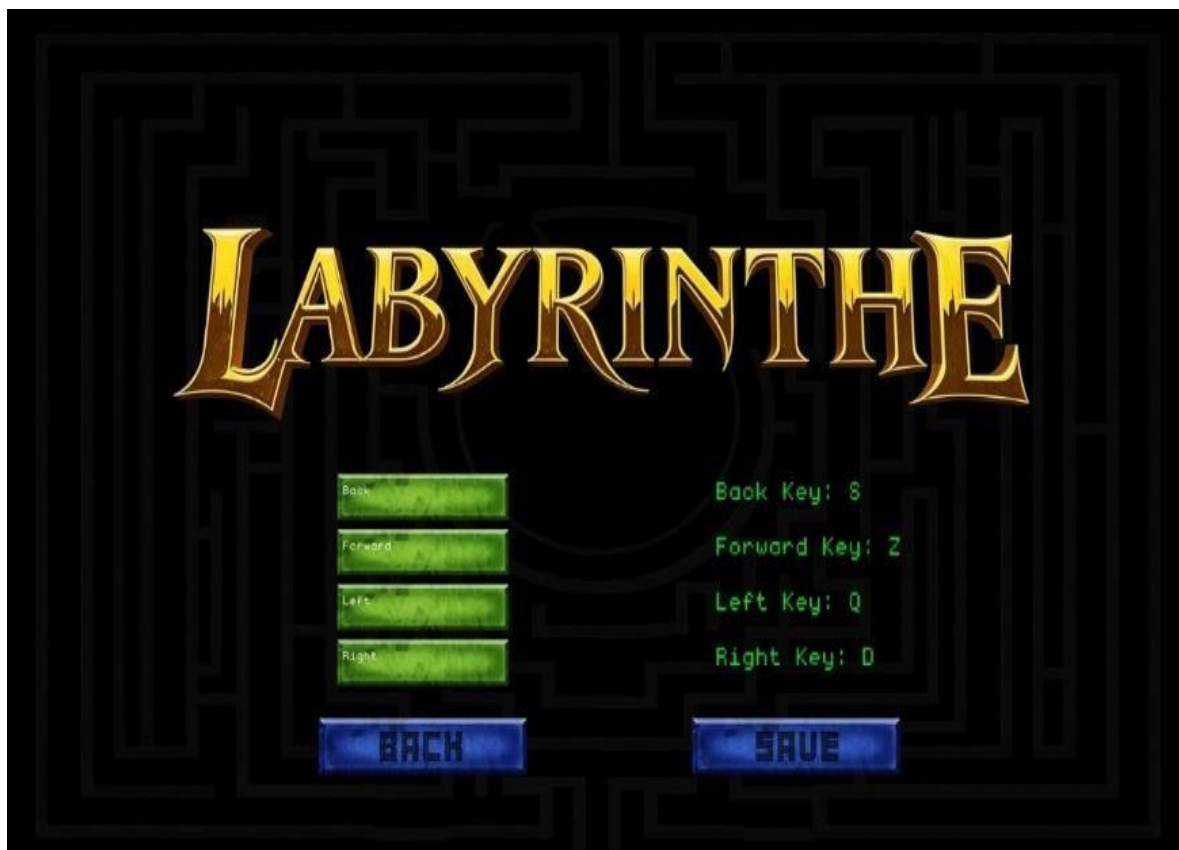 LABYRINTHE
Back Back Key: S
Forward Forward Key: Z
Left Left Key: Q
Right Right Key: D
BACK SAVE